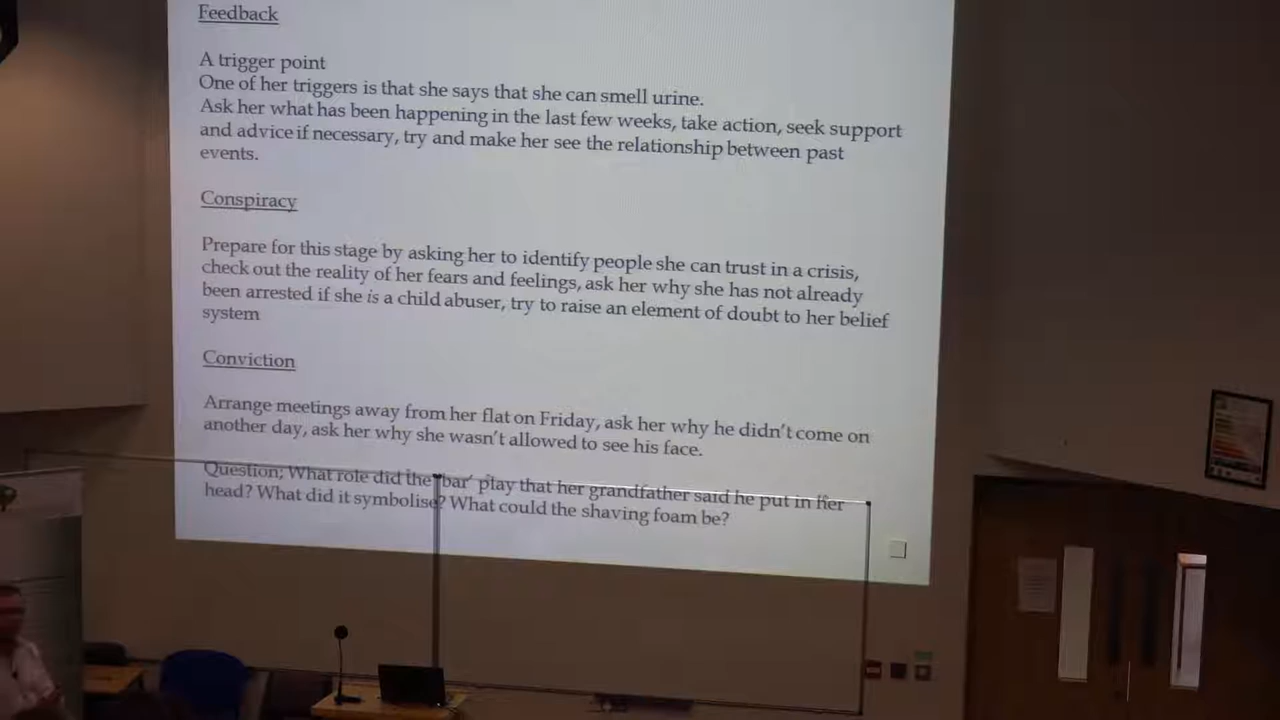 Feedback
A trigger point
One of her triggers is that she says that she can smell urine.
Ask her what has been happening in the last few weeks, take action, seek support
and advice if necessary, try and make her see the relationship between past
events.
Conspiracy
Prepare for this stage by asking her to identify people she can trust in a crisis,
check out the reality of her fears and feelings, ask her why she has not already
been arrested if she is a child abuser, try to raise an element of doubt to her belief
system
Conviction
Arrange meetings away from her flat on Friday, ask her why he didn't come on
another day, ask her why she wasn't allowed to see his face.
Question; What role did the 'bar' play that her grandfather said he put in her
head? What did it symbolise? What could the shaving foam be?